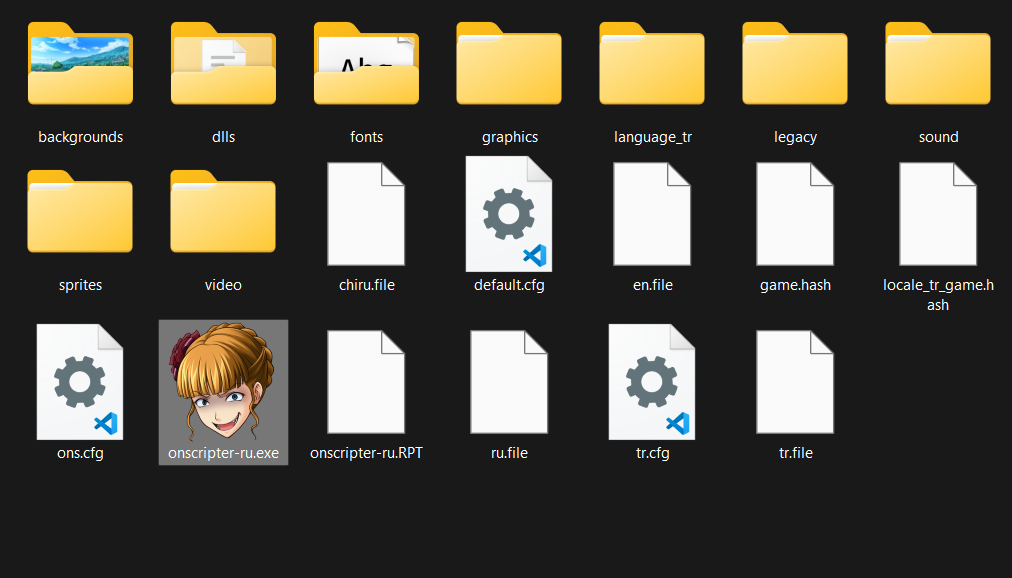 backgrounds
dlls
Abg
fonts
graphics
language_tr
legacy
sound
sprites
video
chiru.file
default.cfg
en.file
game.hash
locale_tr_game.h
ash
ons.cfg
onscripter-ru.exe
onscripter-ru.RPT
ru.file
tr.cfg
tr.file